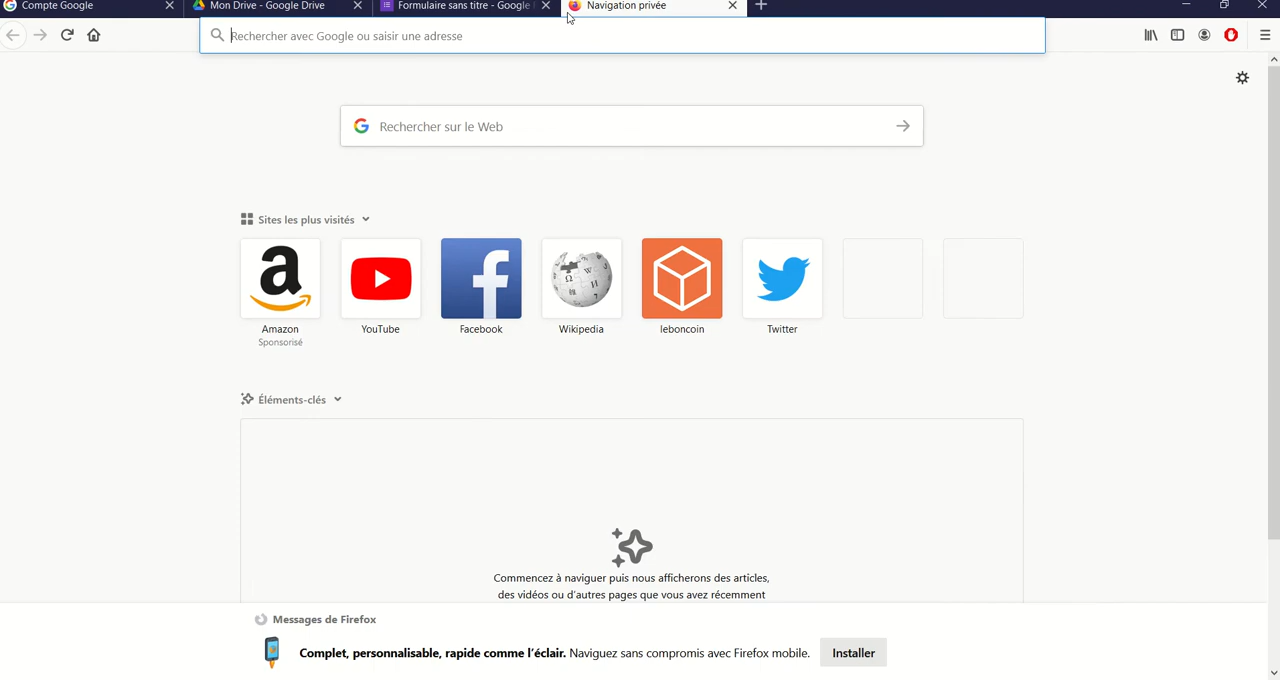 Compte Google
Mon Drive - Google Drive
Formulaire sans titre - Google
Navigation privée
Rechercher avec Google ou saisir une adresse
Rechercher sur le Web
Sites les plus visités
Amazon
Sponsorisé
YouTube
Facebook
Wikipedia
leboncoin
Twitter
Éléments-clés
Commencez à naviguer puis nous afficherons des articles,
des vidéos ou d'autres pages que vous avez récemment
Messages de Firefox
Complet, personnalisable, rapide comme l'éclair. Naviguez sans compromis avec Firefox mobile.
Installer